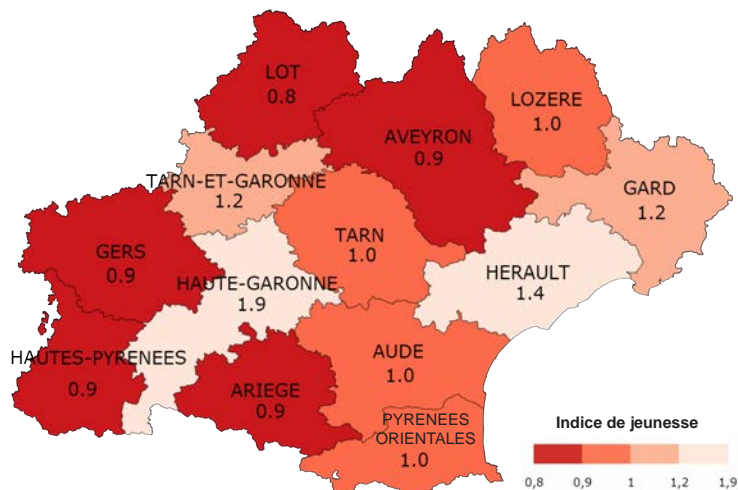 LOT
0.8
LOZERE
1.0
AVEYRON
0.9
TARN-ET-GARONNE
1.2
GARD
1.2
TARN
1.0
GERS
0.9
HAUTE-GARONNE
1.9
HERAULT
1.4
HAUTES-PYRENEES
0.9
AUDE
1.0
ARIEGE
0.9
PYRENEES
ORIENTALES
1.0
Indice de jeunesse
0,8 0,9 1 1,2 1,9